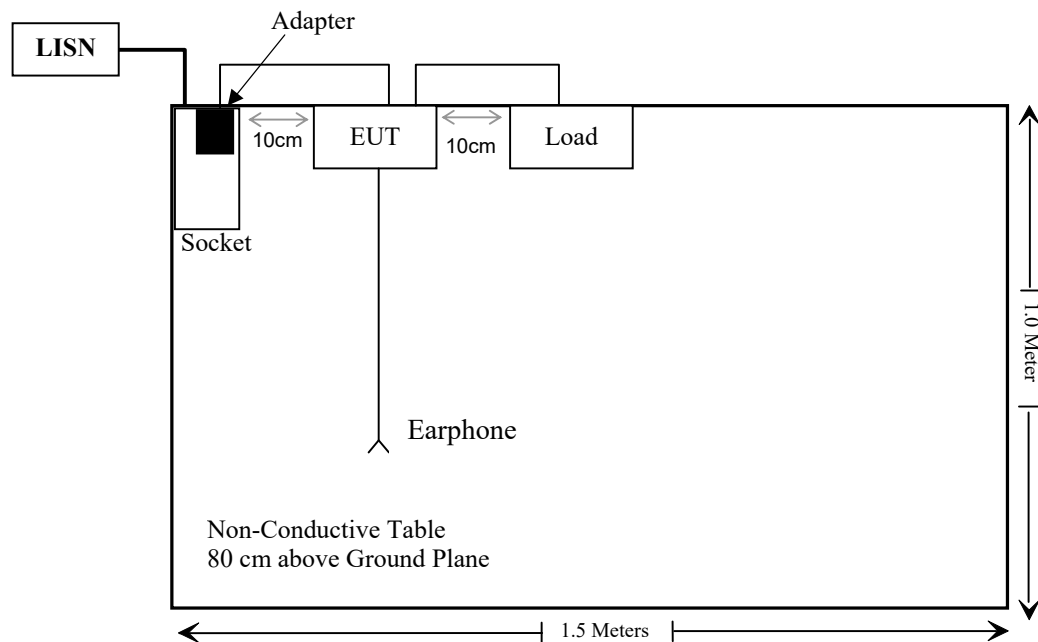 Adapter
LISN
EUT
Load
10cm
10cm
Socket
1.0 Meter
Earphone
Non-Conductive Table
80 cm above Ground Plane
1.5 Meters